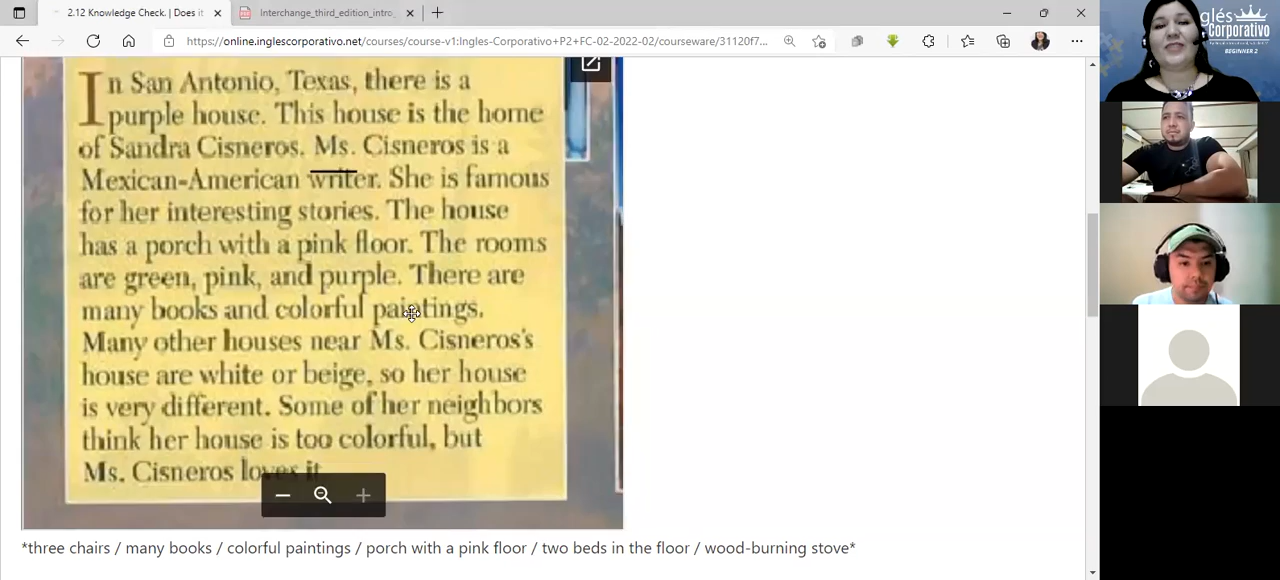 2.12 Knowledge Check. | Does it
Interchange_third_edition_intro_
https://online.inglescorporativo.net/courses/course-v1:Ingles-Corporativo+P2+FC-02-2022-02/courseware/31120f7...
In San Antonio, Texas, there is a
purple house. This house is the home
of Sandra Cisneros. Ms. Cisneros is a
Mexican-American writer. She is famous
for her interesting stories. The house
has a porch with a pink floor. The rooms
are green, pink, and purple. There are
many books and colorful paintings.
Many other houses near Ms. Cisneros's
house are white or beige, so her house
is very different. Some of her neighbors
think her house is too colorful, but
Ms. Cisneros loves it
*three chairs / many books / colorful paintings / porch with a pink floor / two beds in the floor / wood-burning stove*
glés
Corporativo
BEGINNER 2